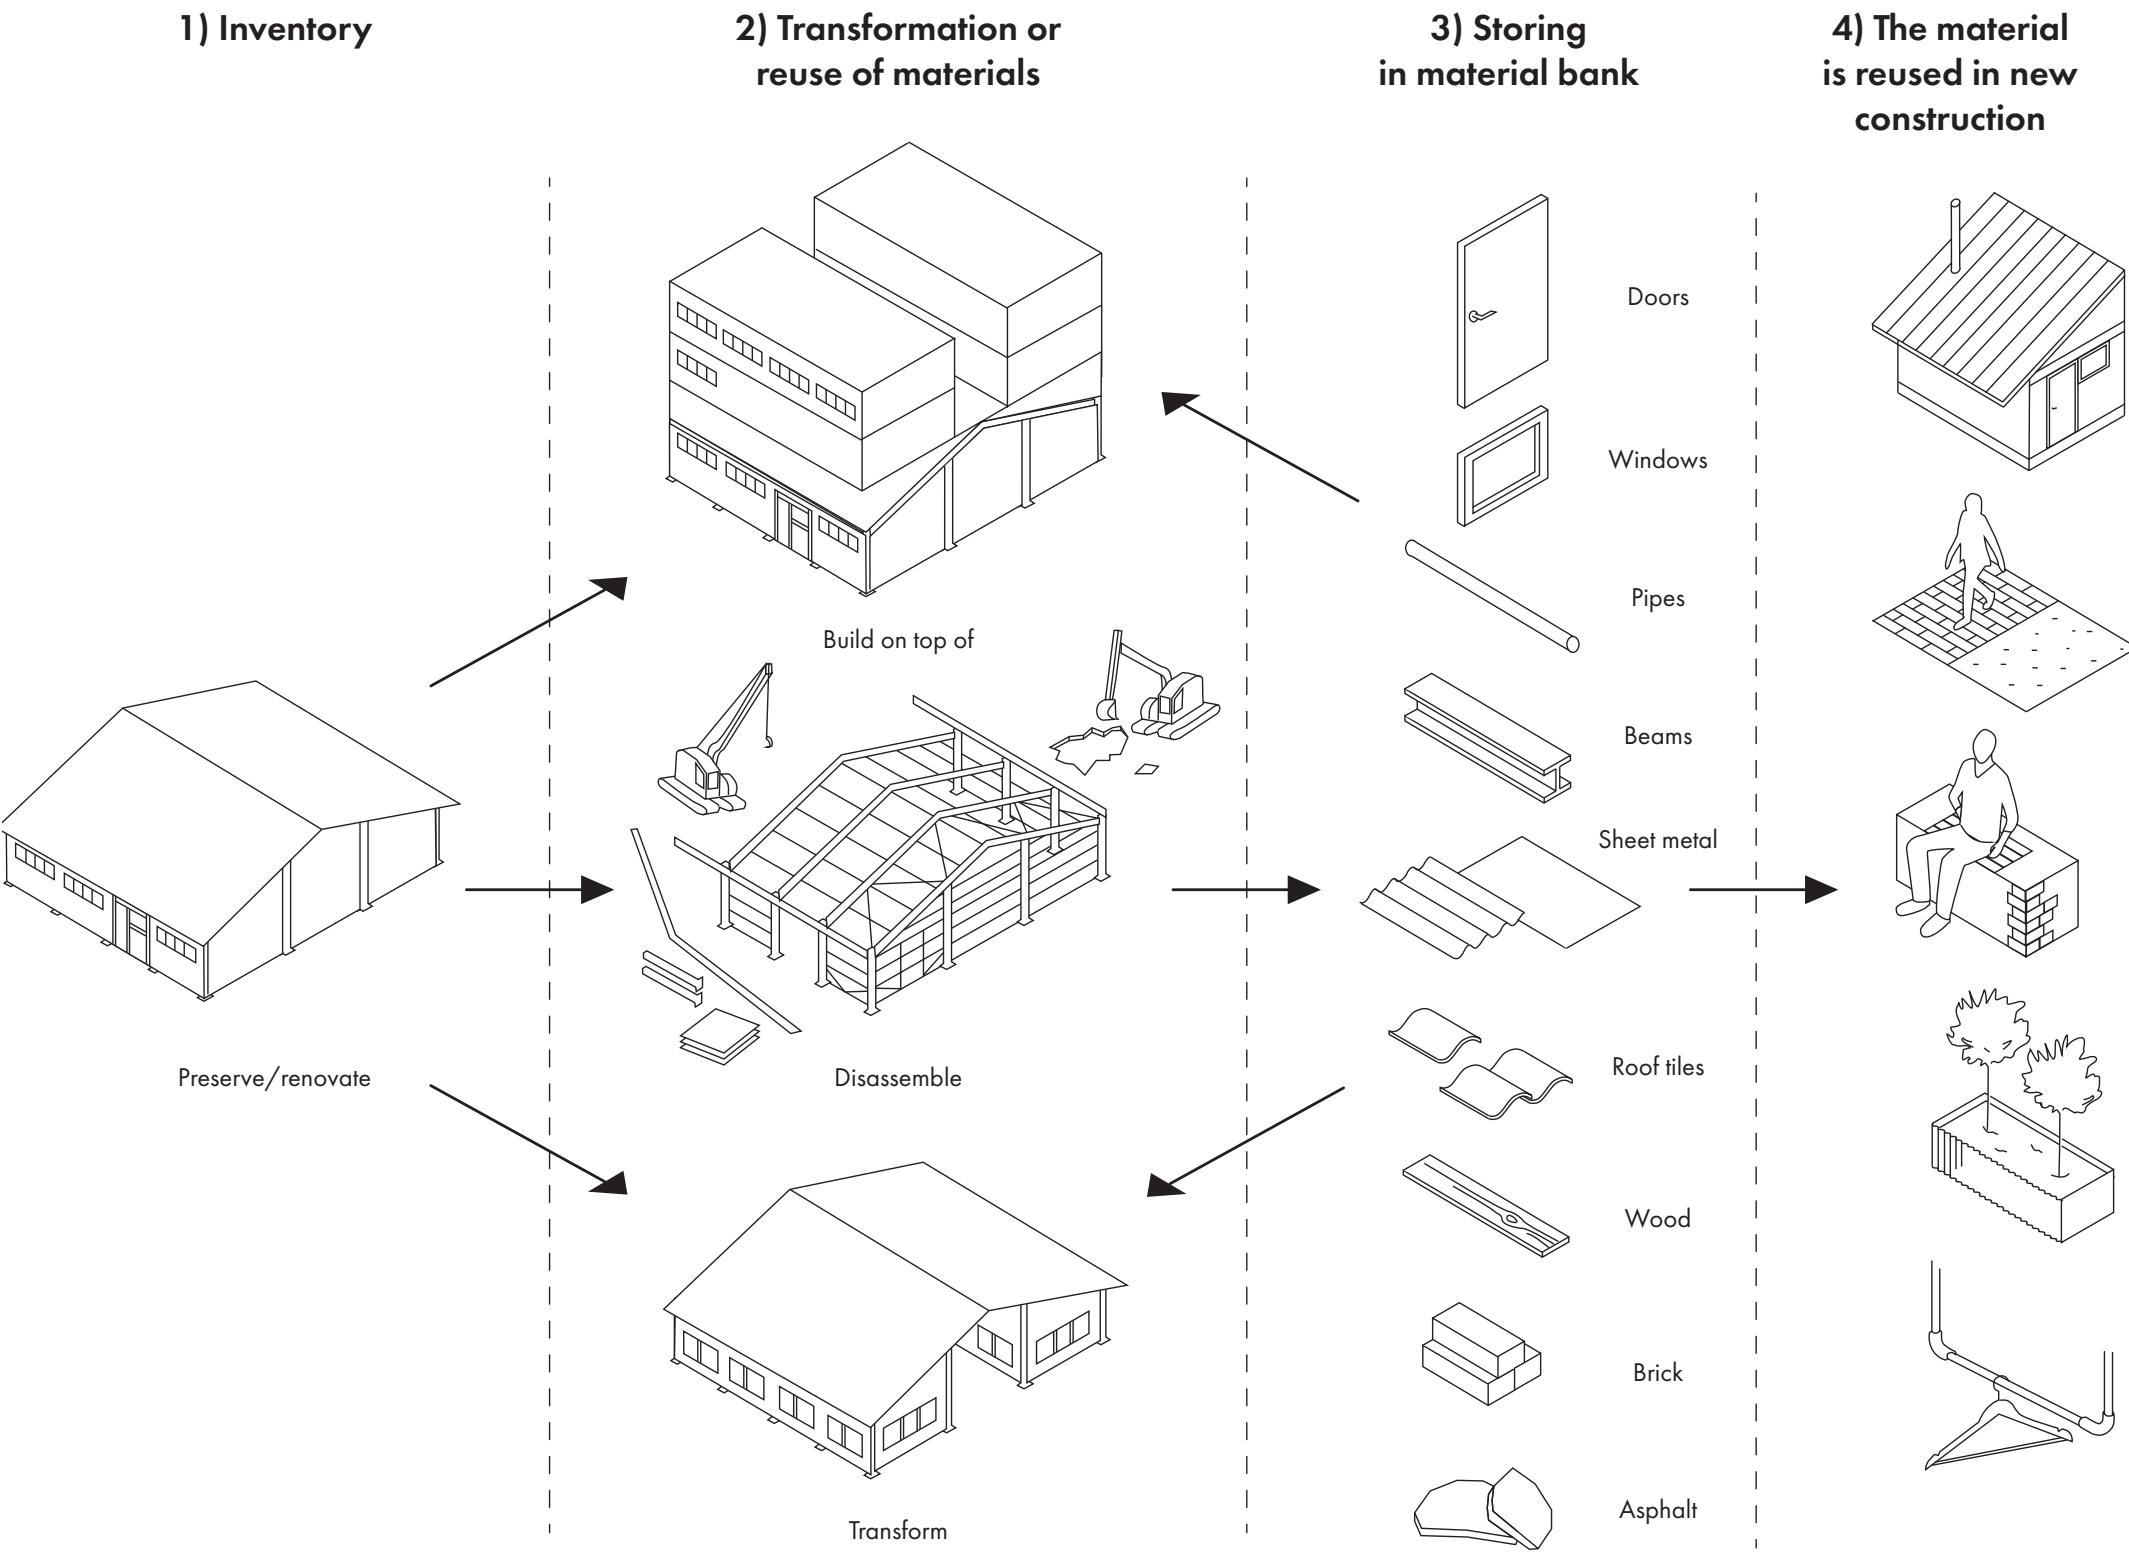 1) Inventory
2) Transformation or
reuse of materials
3) Storing
in material bank
4) The material
is reused in new
construction
Preserve/renovate
Build on top of
Disassemble
Transform
Doors
Windows
Pipes
Beams
Sheet metal
Roof tiles
Wood
Brick
Asphalt